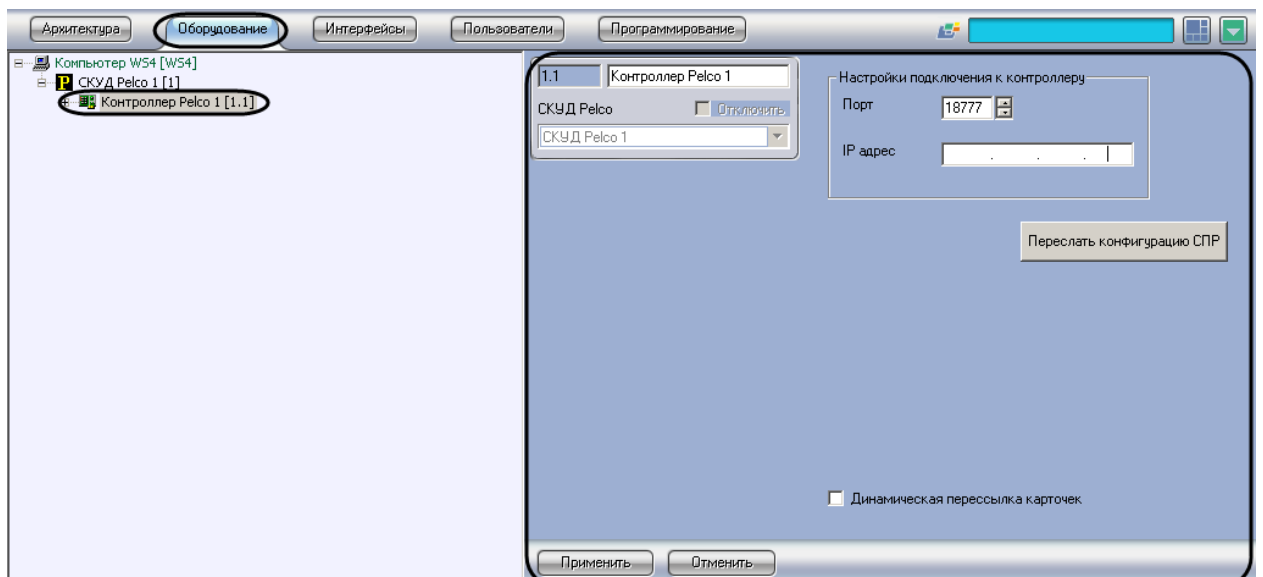 Архитектура Оборудование Интерфейсы Пользователи Программирование
Компьютер WS4 [WS4]
P СКУД Pelco 1 [1]
Контроллер Pelco 1 [1.1]
1.1 Контроллер Pelco 1
СКУД Pelco Отключить
СКУД Pelco 1
Настройки подключения к контроллеру
Порт 18777
IP адрес . . .
Переслать конфигурацию СПР
Динамическая перессылка карточек
Применить Отменить